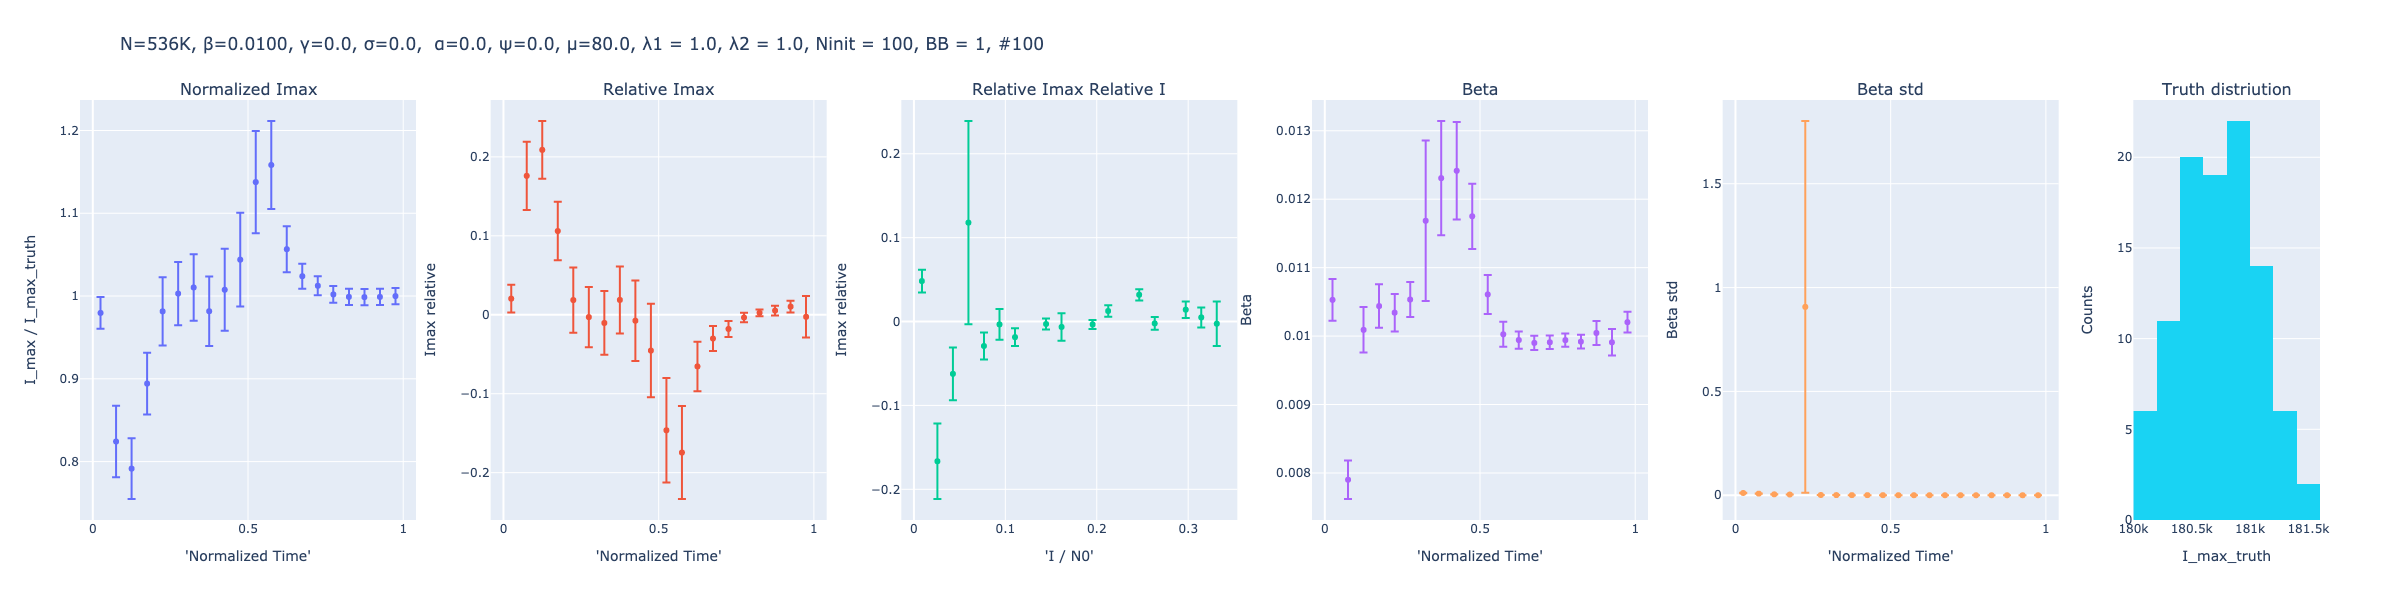 N=536K, β=0.0100, γ=0.0, σ=0.0,  α=0.0, ψ=0.0, μ=80.0, λ1 = 1.0, λ2 = 1.0, Ninit = 100, BB = 1, #100
Normalized Imax
I_max / I_max_truth
1.2
1.1
1
0.9
0.8
0
0.5
1
'Normalized Time'
Relative Imax
Imax relative
0.2
0.1
0
−0.1
−0.2
0
0.5
1
'Normalized Time'
Relative Imax Relative I
Imax relative
0.2
0.1
0
−0.1
−0.2
0
0.1
0.2
0.3
'I / N0'
Beta
Beta
0.013
0.012
0.011
0.01
0.009
0.008
0
0.5
1
'Normalized Time'
Beta std
Beta std
1.5
1
0.5
0
0
0.5
1
'Normalized Time'
Truth distriution
Counts
20
15
10
5
0
180k
180.5k
181k
181.5k
I_max_truth